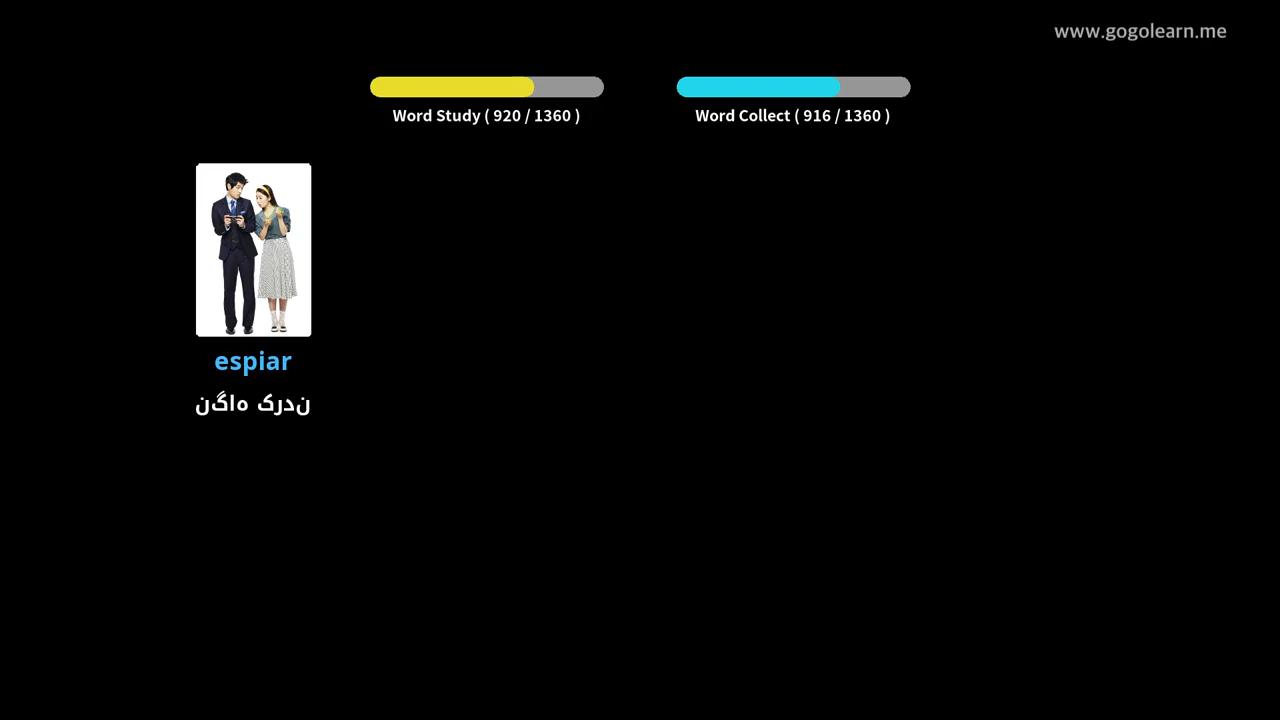 www.gogolearn.me
Word Study ( 920 / 1360 )
Word Collect ( 916 / 1360 )
espiar
نگاه کردن